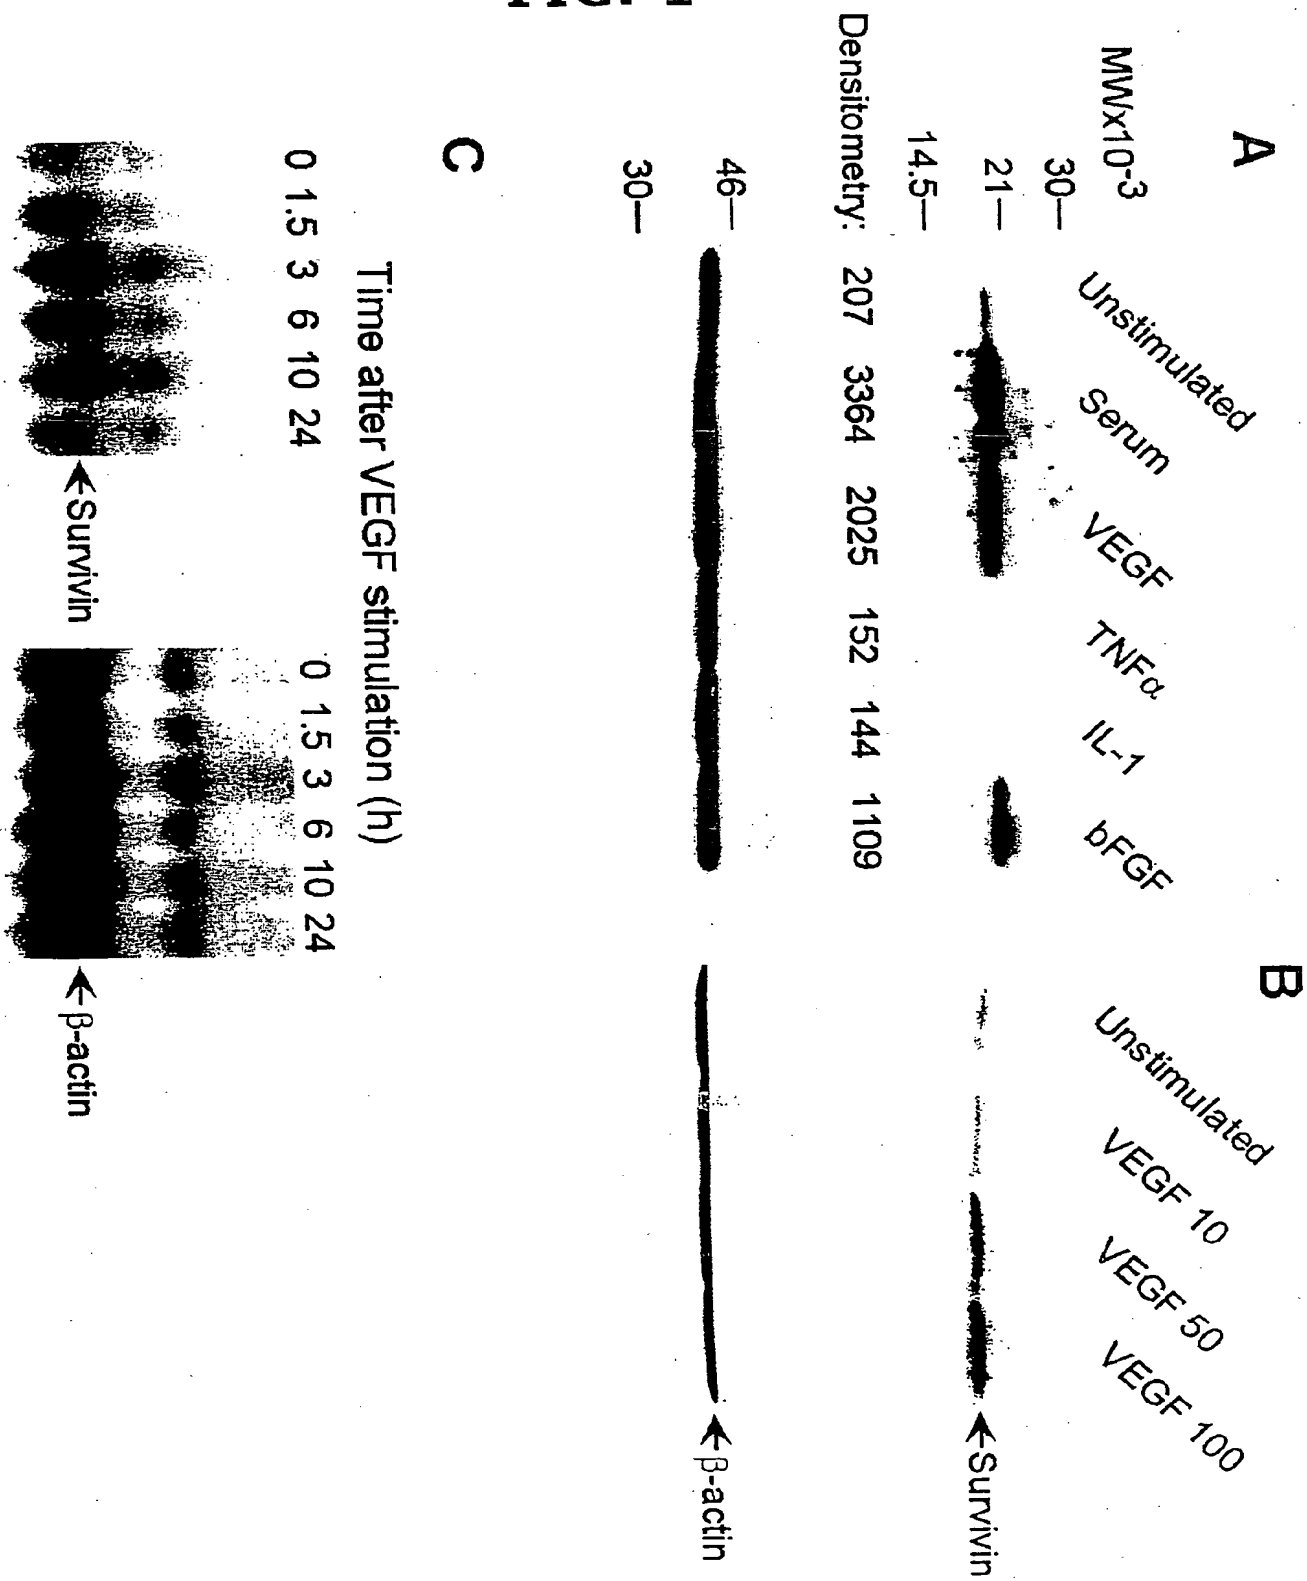 FIG. 1
A
MWx10-3
30—
21—
14.5—
Unstimulated
Serum
VEGF
TNFα
IL-1
bFGF
Densitometry: 207 3364 2025 152 144 1109
46—
30—
B
Unstimulated
VEGF 10
VEGF 50
VEGF 100
Survivin
β-actin
C
Time after VEGF stimulation (h)
0 1.5 3 6 10 24
0 1.5 3 6 10 24
Survivin
β-actin